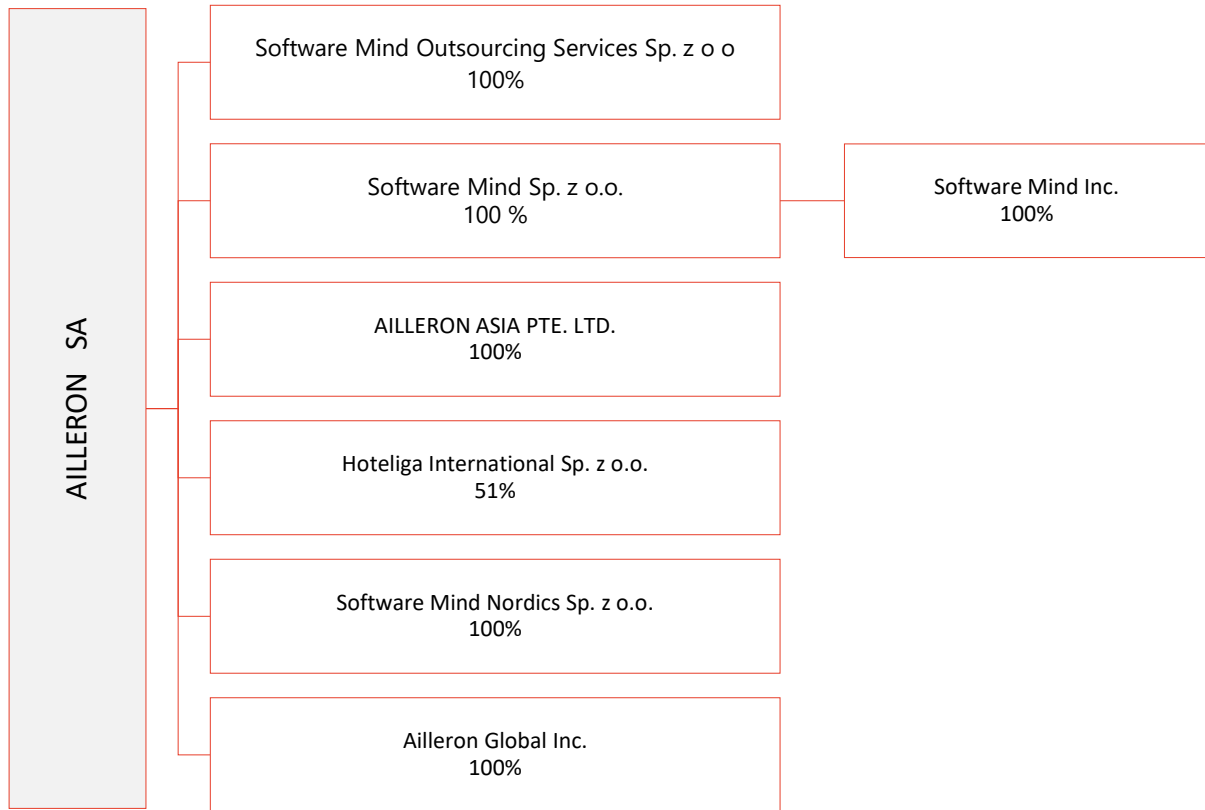 AILLERON SA
Software Mind Outsourcing Services Sp. z o o
100%
Software Mind Sp. z o.o.
100 %
Software Mind Inc.
100%
AILLERON ASIA PTE. LTD.
100%
Hoteliga International Sp. z o.o.
51%
Software Mind Nordics Sp. z o.o.
100%
Ailleron Global Inc.
100%